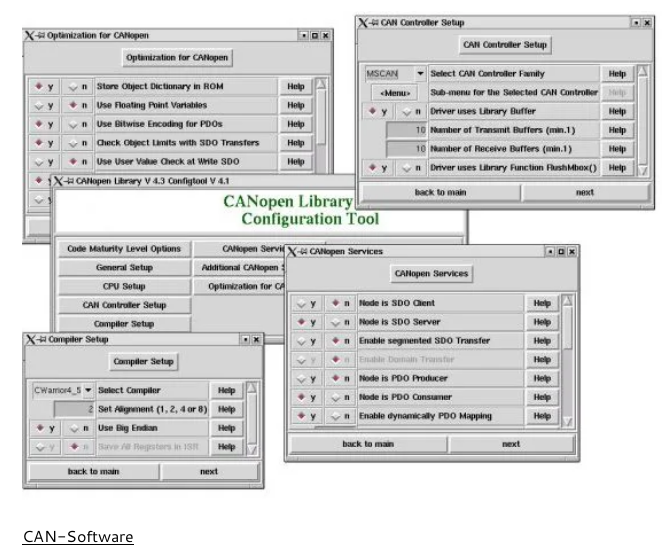 Optimization for CANopen
Optimization for CANopen
y n Store Object Dictionary in ROM Help
y n Use Floating Point Variables Help
y n Use Bitwise Encoding for PDOs Help
y n Check Object Limits with SDO Transfers Help
y n Use User Value Check at Write SDO Help
CAN Controller Setup
CAN Controller Setup
MSCAN Select CAN Controller Family Help
<Menu> Sub-menu for the Selected CAN Controller Help
y n Driver uses Library Buffer Help
10 Number of Transmit Buffers (min.1) Help
10 Number of Receive Buffers (min.1) Help
y n Driver uses Library Function FlushMbox() Help
back to main next
CANopen Library V 4.3 Configtool V 4.1
CANopen Library
Configuration Tool
Code Maturity Level Options CANopen Servi
General Setup Additional CANopen
CPU Setup Optimization for CA
CAN Controller Setup
Compiler Setup
CANopen Services
CANopen Services
y n Node is SDO Client Help
y n Node is SDO Server Help
y n Enable segmented SDO Transfer Help
y n Enable Domain Transfer Help
y n Node is PDO Producer Help
y n Node is PDO Consumer Help
y n Enable dynamically PDO Mapping Help
back to main next
Compiler Setup
Compiler Setup
CWarrior4_5 Select Compiler Help
2 Set Alignment (1, 2, 4 or 8) Help
y n Use Big Endian Help
y n Save All Registers in ISR Help
back to main next
CAN-Software